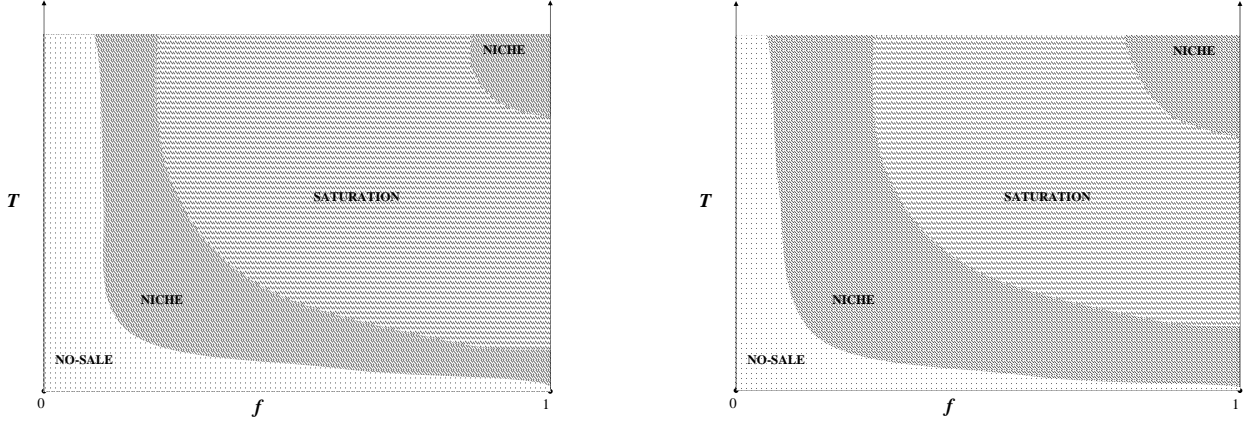 NICHE
T
SATURATION
NICHE
NO-SALE
0
f
1
NICHE
T
SATURATION
NICHE
NO-SALE
0
f
1